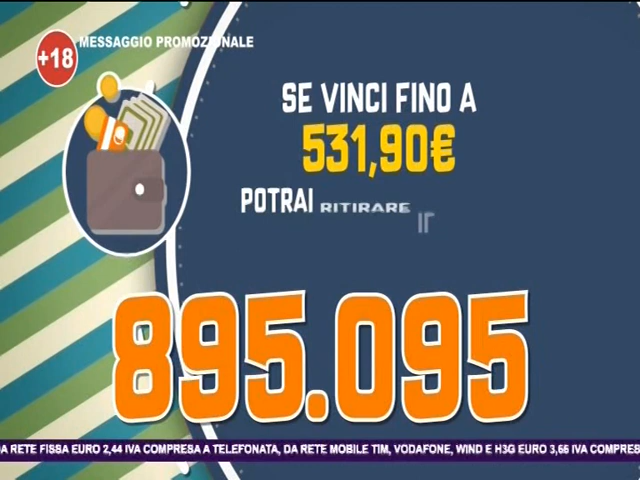 +18
MESSAGGIO PROMOZIONALE
SE VINCI FINO A
531,90€
POTRAI RITIRARE
895.095
DA RETE FISSA EURO 2,44 IVA COMPRESA A TELEFONATA, DA RETE MOBILE TIM, VODAFONE, WIND E H3G EURO 3,66 IVA COMPRES